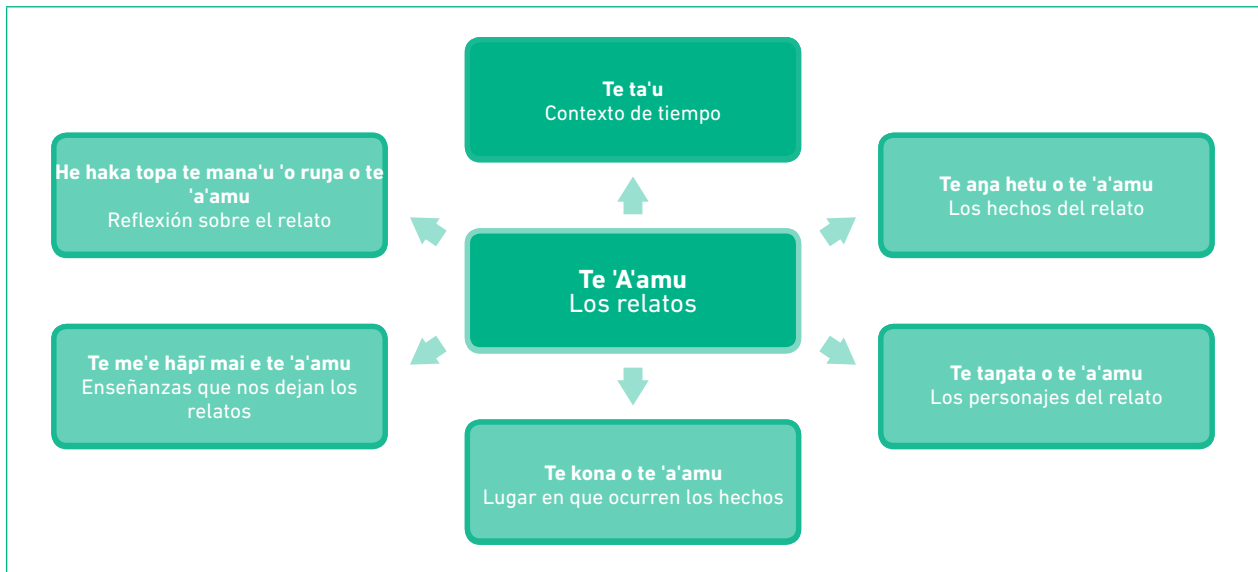 Te ta'u
Contexto de tiempo
He haka topa te mana'u 'o ruŋa o te
'a'amu
Reflexión sobre el relato
Te aŋa hetu o te 'a'amu
Los hechos del relato
Te 'A'amu
Los relatos
Te me'e hāpī mai e te 'a'amu
Enseñanzas que nos dejan los
relatos
Te taŋata o te 'a'amu
Los personajes del relato
Te kona o te 'a'amu
Lugar en que ocurren los hechos